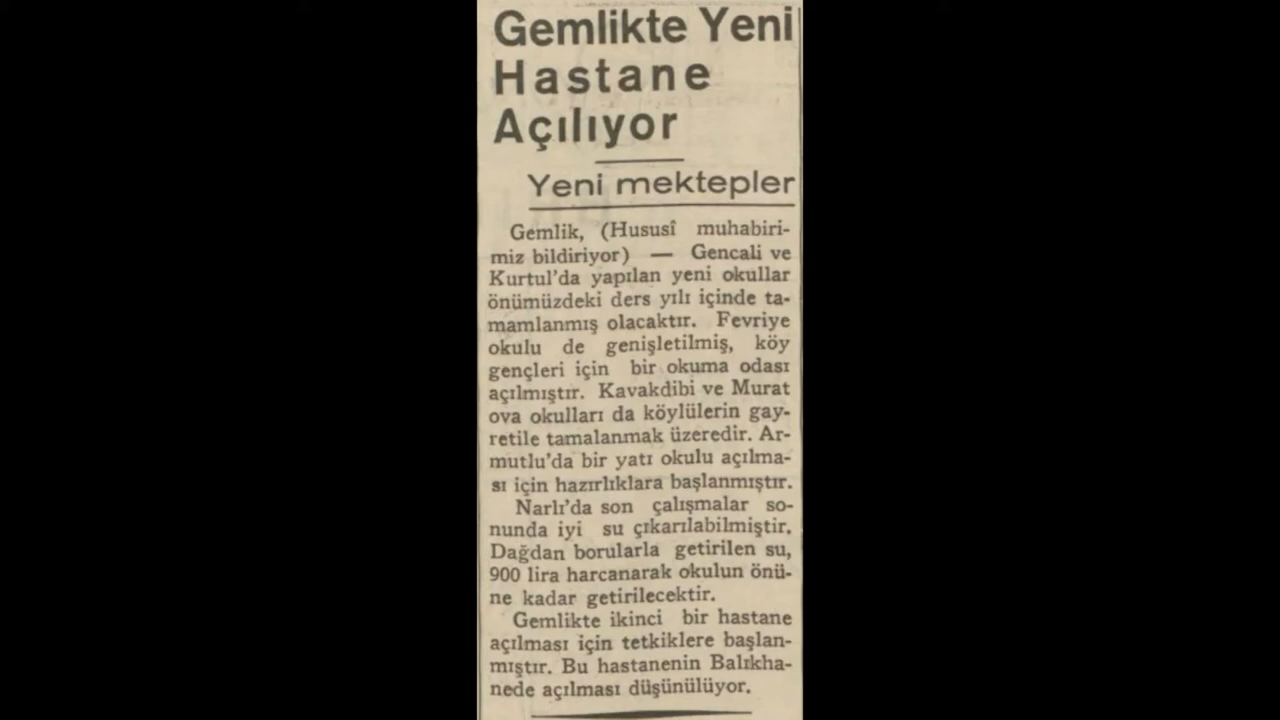 Gemlikte Yeni
Hastane
Açılıyor
Yeni mektepler
Gemlik, (Hususî muhabiri-
miz bildiriyor) — Gencali ve
Kurtul'da yapılan yeni okullar
önümüzdeki ders yılı içinde ta-
mamlanmış olacaktır. Fevriye
okulu de genişletilmiş, köy
gençleri için bir okuma odası
açılmıştır. Kavakdibi ve Murat
ova okulları da köylülerin gay-
retile tamalanmak üzeredir. Ar-
mutlu'da bir yatı okulu açılma-
sı için hazırlıklara başlanmıştır.
Narlı'da son çalışmalar so-
nunda iyi su çıkarılabilmiştir.
Dağdan borularla getirilen su,
900 lira harcanarak okulun önü-
ne kadar getirilecektir.
Gemlikte ikinci bir hastane
açılması için tetkiklere başlan-
mıştır. Bu hastanenin Balıkha-
nede açılması düşünülüyor.